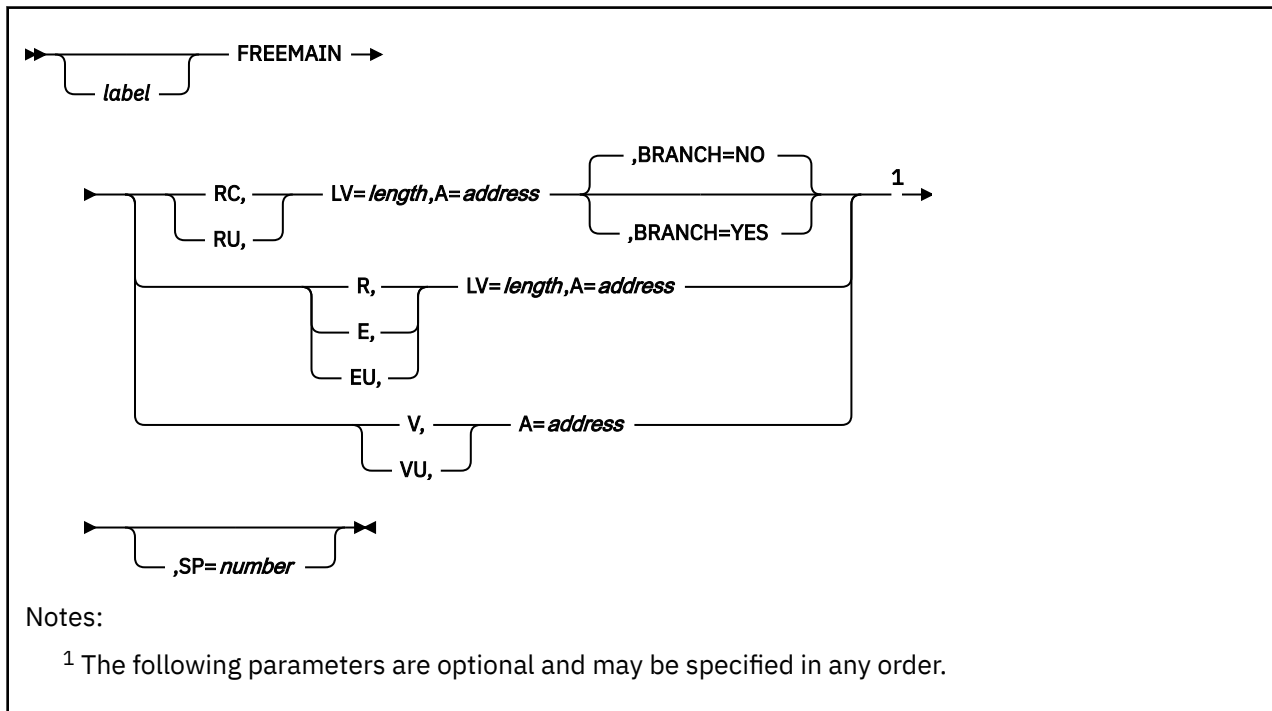 FREEMAIN
label
,BRANCH=NO
RC, LV=length,A=address 1
RU, ,BRANCH=YES
R, LV=length,A=address
E,
EU,
V, A=address
VU,
,SP=number
Notes:
1 The following parameters are optional and may be specified in any order.